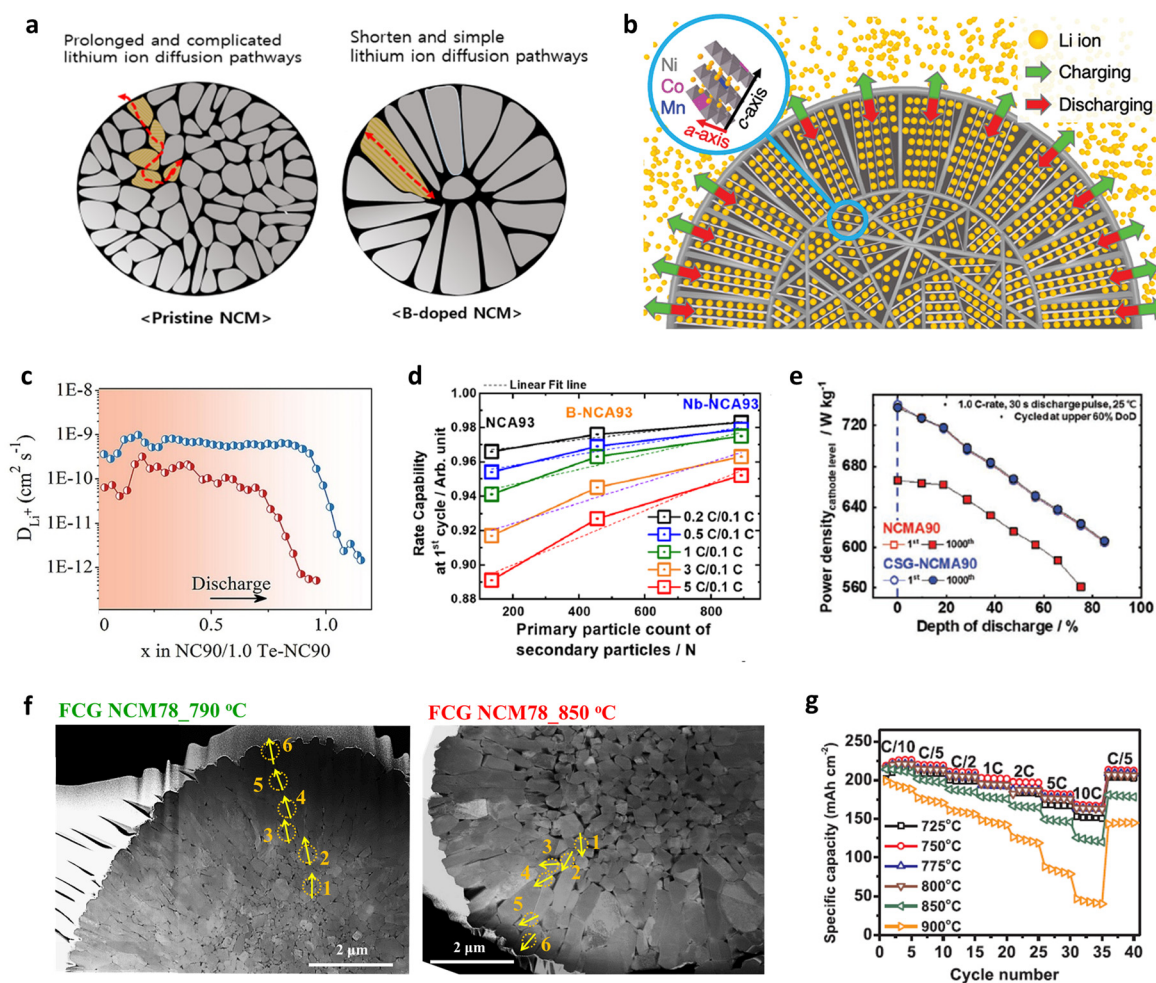 a
Prolonged and complicated
lithium ion diffusion pathways
Shorten and simple
lithium ion diffusion pathways
<Pristine NCM>
<B-doped NCM>
b
Ni
Co
Mn
c-axis
a-axis
Li ion
Charging
Discharging
c
1E-8
1E-9
1E-10
1E-11
1E-12
D Li+ (cm² s⁻¹)
Discharge
0
0.5
1.0
x in NC90/1.0 Te-NC90
d
Linear Fit line
NCA93
B-NCA93
Nb-NCA93
1.00
0.98
0.96
0.94
0.92
0.90
0.88
Rate Capability
at 1st cycle / Arb. unit
0.2 C/0.1 C
0.5 C/0.1 C
1 C/0.1 C
3 C/0.1 C
5 C/0.1 C
200
400
600
800
Primary particle count of
secondary particles / N
e
1.0 C-rate, 30 s discharge pulse, 25 °C
Cycled at upper 60% DoD
720
680
640
600
560
Power density cathode level / W kg⁻¹
NCMA90
1st 1000th
CSG-NCMA90
1st 1000th
0
20
40
60
80
100
Depth of discharge / %
f
FCG NCM78_790 °C
6
5
4
3
2
1
2 µm
FCG NCM78_850 °C
1
3
4
2
5
6
2 µm
g
250
200
150
100
50
0
Specific capacity (mAh cm⁻²)
C/10
C/5
C/2
1C
2C
5C
10C
C/5
725°C
750°C
775°C
800°C
850°C
900°C
0 5 10 15 20 25 30 35 40
Cycle number